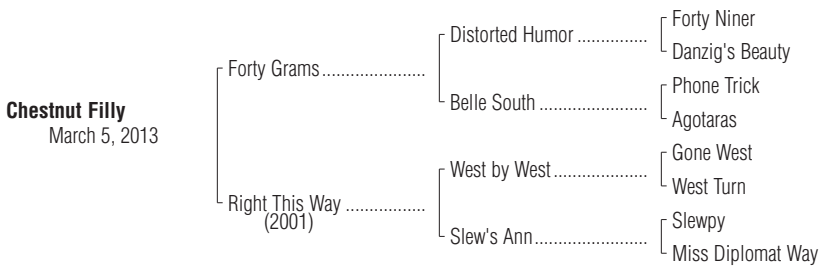 Forty Niner
Distorted Humor ...............
Danzig's Beauty
Forty Grams......................
Phone Trick
Belle South .......................
Agotaras
Chestnut Filly
March 5, 2013
Gone West
West by West....................
West Turn
Right This Way .................
(2001)
Slewpy
Slew's Ann........................
Miss Diplomat Way